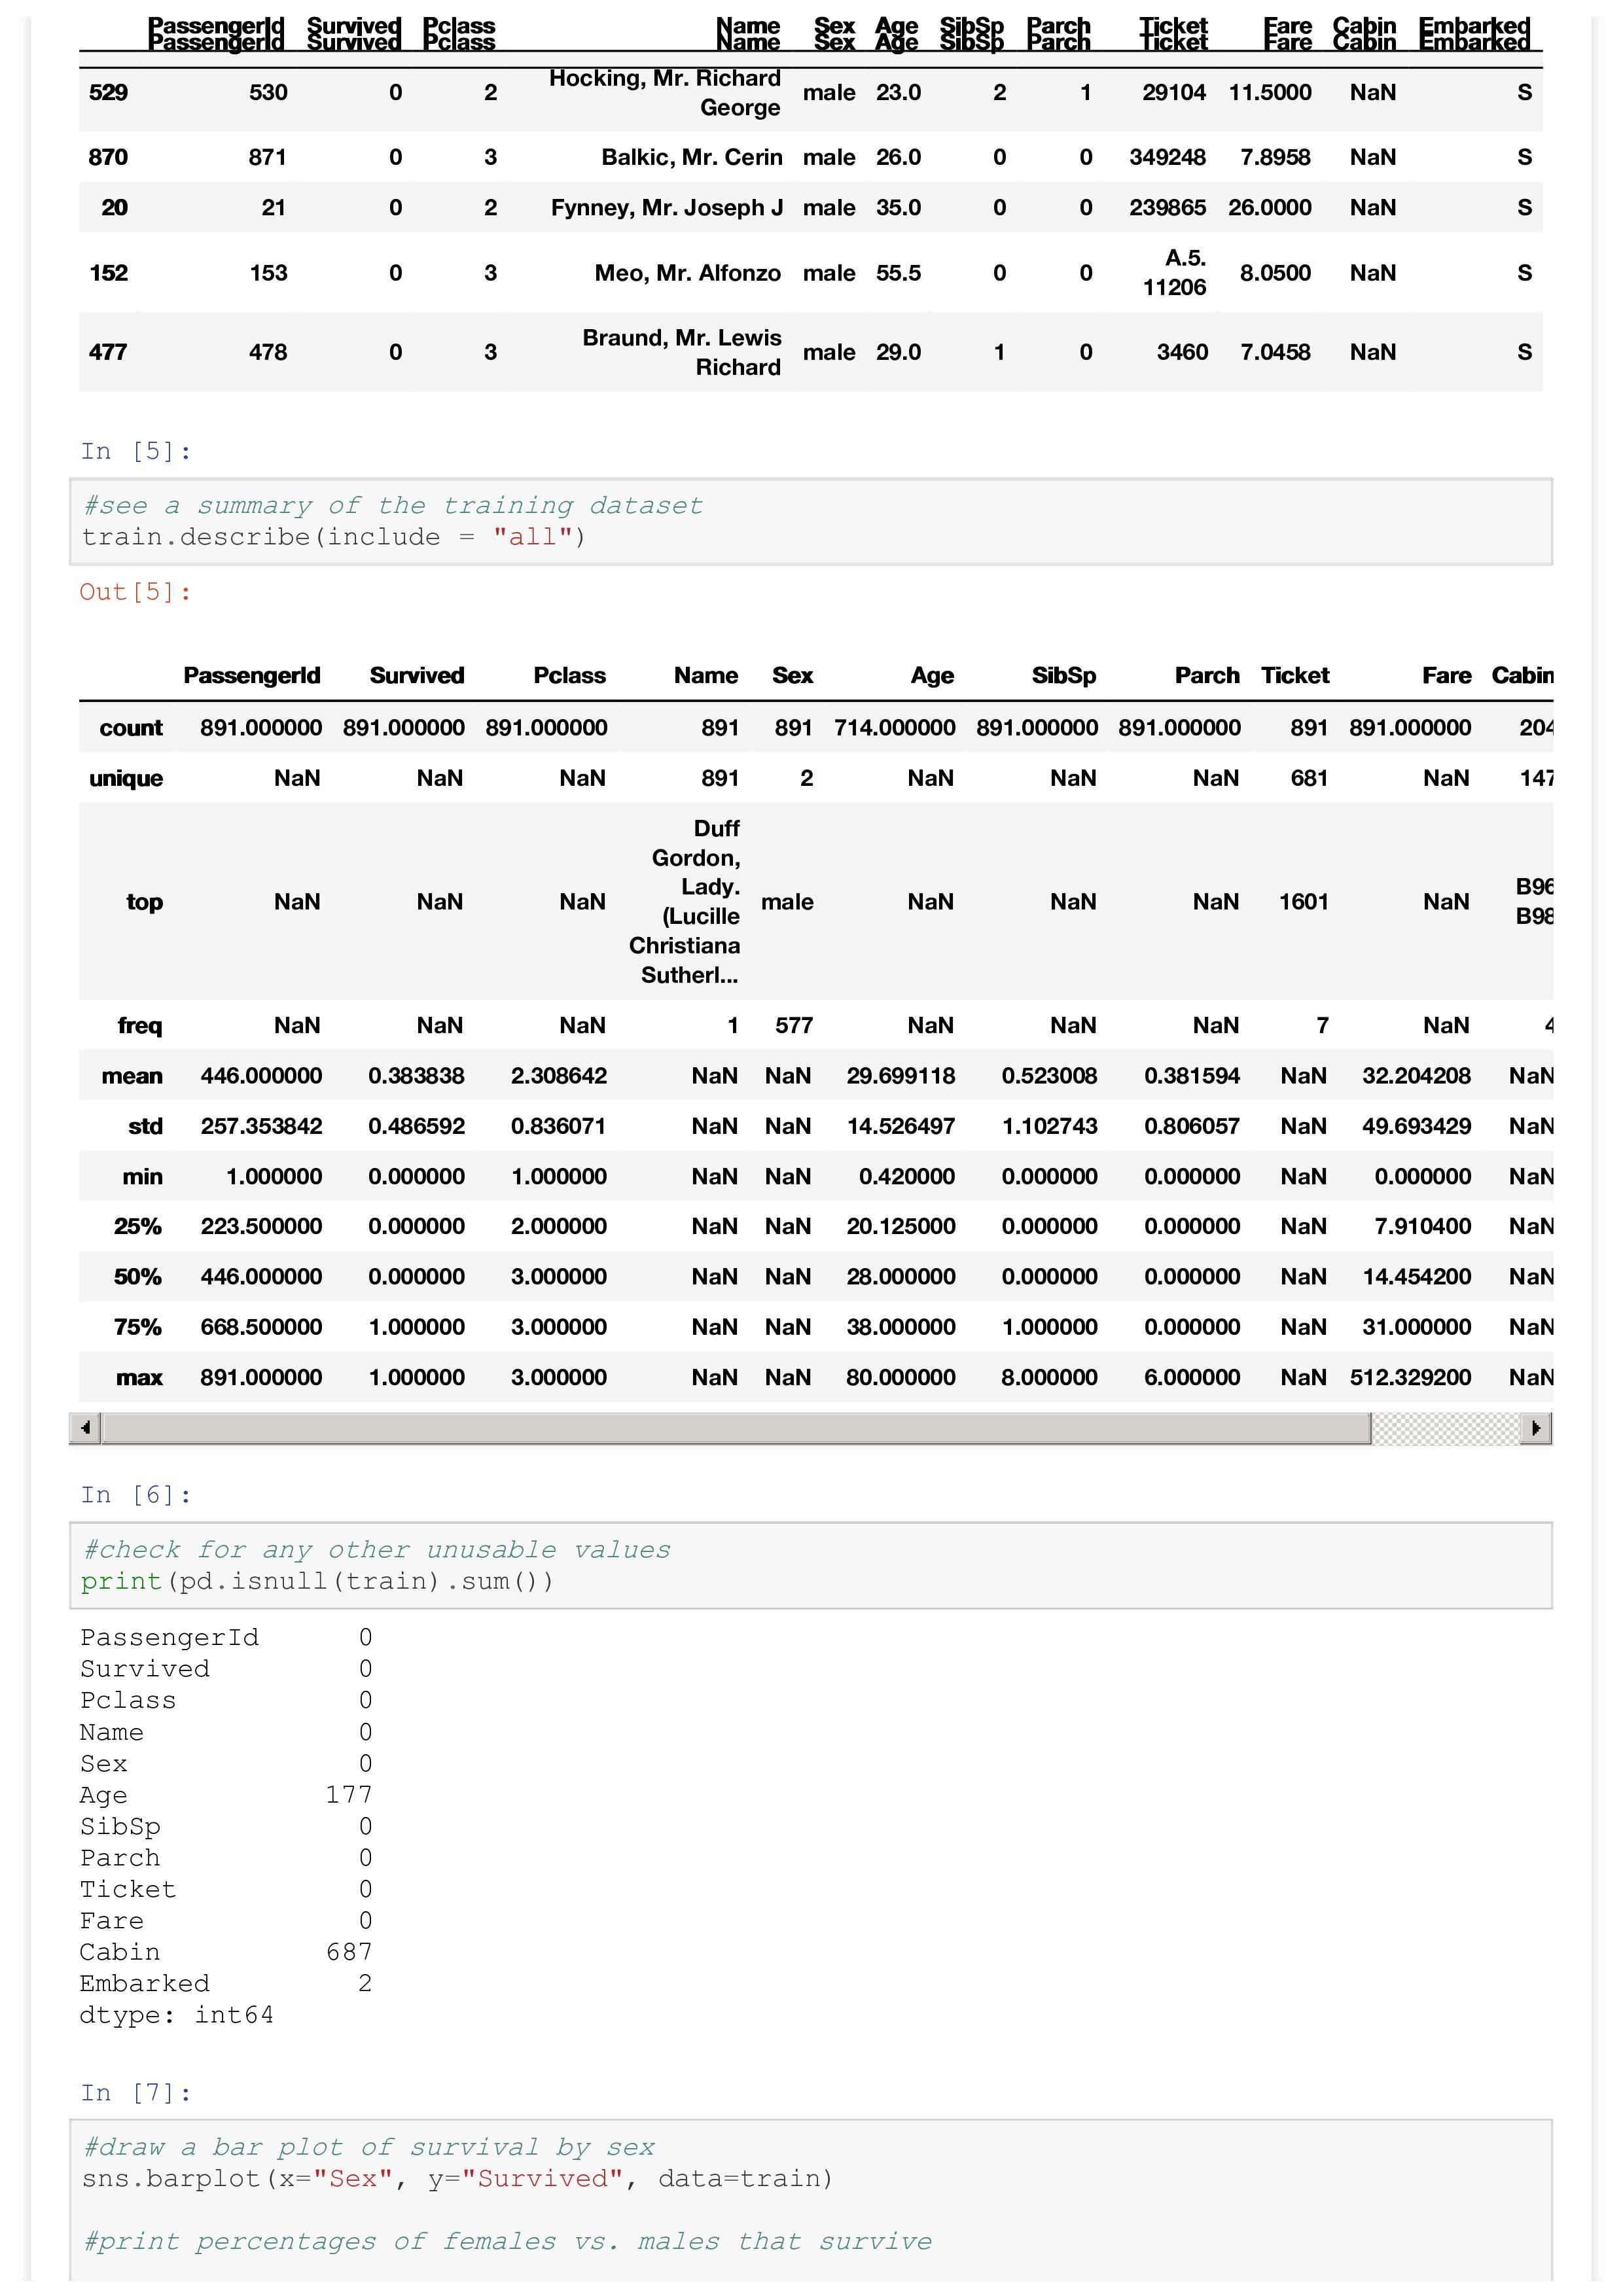 PassengerId Survived Pclass Name Sex Age SibSp Parch Ticket Fare Cabin Embarked
PassengerId Survived Pclass Name Sex Age SibSp Parch Ticket Fare Cabin Embarked
529 530 0 2 Hocking, Mr. Richard George male 23.0 2 1 29104 11.5000 NaN S
870 871 0 3 Balkic, Mr. Cerin male 26.0 0 0 349248 7.8958 NaN S
20 21 0 2 Fynney, Mr. Joseph J male 35.0 0 0 239865 26.0000 NaN S
152 153 0 3 Meo, Mr. Alfonzo male 55.5 0 0 A.5. 11206 8.0500 NaN S
477 478 0 3 Braund, Mr. Lewis Richard male 29.0 1 0 3460 7.0458 NaN S
In [5]:
#see a summary of the training dataset
train.describe(include = "all")
Out[5]:
PassengerId Survived Pclass Name Sex Age SibSp Parch Ticket Fare Cabin
count 891.000000 891.000000 891.000000 891 891 714.000000 891.000000 891.000000 891 891.000000 204
unique NaN NaN NaN 891 2 NaN NaN NaN 681 NaN 147
top NaN NaN NaN Duff Gordon, Lady. (Lucille Christiana Sutherl... male NaN NaN NaN 1601 NaN B96 B98
freq NaN NaN NaN 1 577 NaN NaN NaN 7 NaN 4
mean 446.000000 0.383838 2.308642 NaN NaN 29.699118 0.523008 0.381594 NaN 32.204208 NaN
std 257.353842 0.486592 0.836071 NaN NaN 14.526497 1.102743 0.806057 NaN 49.693429 NaN
min 1.000000 0.000000 1.000000 NaN NaN 0.420000 0.000000 0.000000 NaN 0.000000 NaN
25% 223.500000 0.000000 2.000000 NaN NaN 20.125000 0.000000 0.000000 NaN 7.910400 NaN
50% 446.000000 0.000000 3.000000 NaN NaN 28.000000 0.000000 0.000000 NaN 14.454200 NaN
75% 668.500000 1.000000 3.000000 NaN NaN 38.000000 1.000000 0.000000 NaN 31.000000 NaN
max 891.000000 1.000000 3.000000 NaN NaN 80.000000 8.000000 6.000000 NaN 512.329200 NaN
In [6]:
#check for any other unusable values
print(pd.isnull(train).sum())
PassengerId 0
Survived 0
Pclass 0
Name 0
Sex 0
Age 177
SibSp 0
Parch 0
Ticket 0
Fare 0
Cabin 687
Embarked 2
dtype: int64
In [7]:
#draw a bar plot of survival by sex
sns.barplot(x="Sex", y="Survived", data=train)
#print percentages of females vs. males that survive